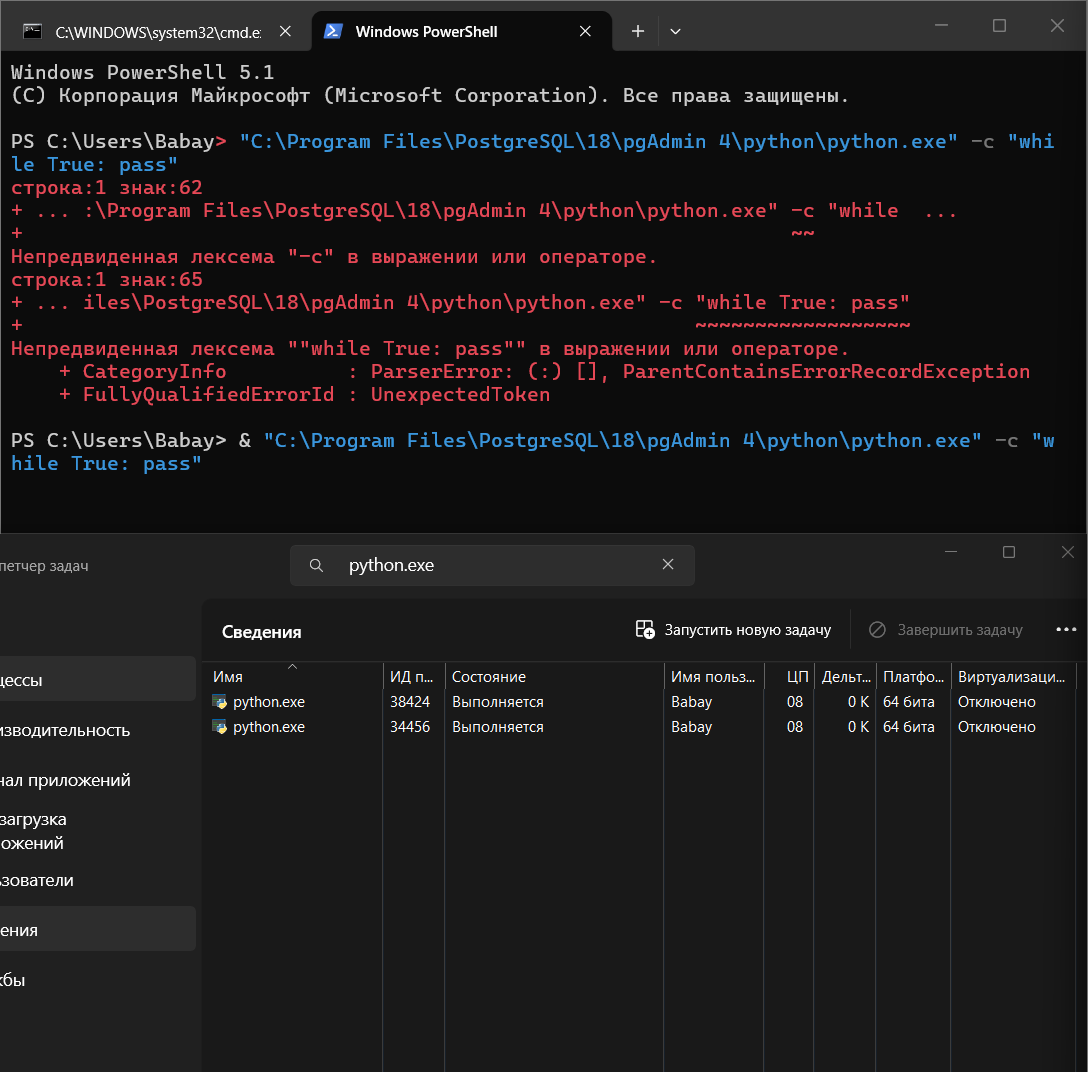 C:\WINDOWS\system32\cmd.e:
Windows PowerShell
Windows PowerShell 5.1
(C) Корпорация Майкрософт (Microsoft Corporation). Все права защищены.
PS C:\Users\Babay> "C:\Program Files\PostgreSQL\18\pgAdmin 4\python\python.exe" -c "whi
le True: pass"
строка:1 знак:62
+ ... :\Program Files\PostgreSQL\18\pgAdmin 4\python\python.exe" -c "while  ...
+                                                                ~~
Непредвиденная лексема "-c" в выражении или операторе.
строка:1 знак:65
+ ... iles\PostgreSQL\18\pgAdmin 4\python\python.exe" -c "while True: pass"
+                                                        ~~~~~~~~~~~~~~~~~~
Непредвиденная лексема ""while True: pass"" в выражении или операторе.
    + CategoryInfo          : ParserError: (:) [], ParentContainsErrorRecordException
    + FullyQualifiedErrorId : UnexpectedToken
PS C:\Users\Babay> & "C:\Program Files\PostgreSQL\18\pgAdmin 4\python\python.exe" -c "w
hile True: pass"
петчер задач
python.exe
Сведения
Запустить новую задачу
Завершить задачу
цессы
изводительность
нал приложений
загрузка
ожений
ьзователи
ения
жбы
Имя ИД п... Состояние Имя польз... ЦП Дельт... Платфо... Виртуализаци...
python.exe 38424 Выполняется Babay 08 0 K 64 бита Отключено
python.exe 34456 Выполняется Babay 08 0 K 64 бита Отключено